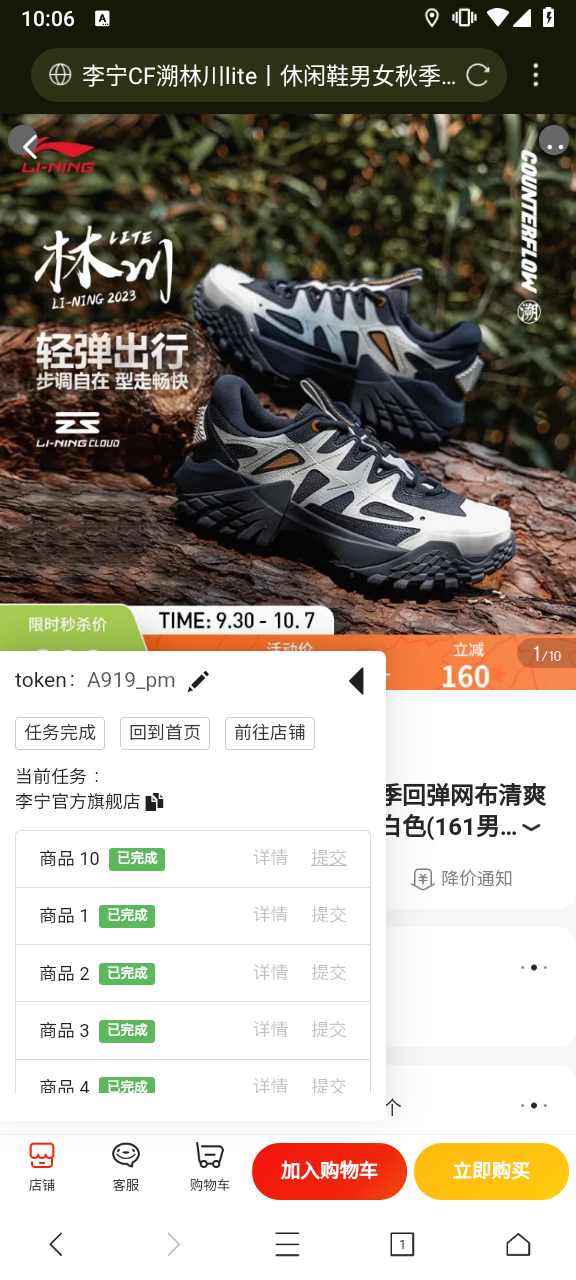 10:06
李宁CF溯林川lite丨休闲鞋男女秋季...
LI-NING
COUNTERFLOW
溯
林川 LITE
LI-NING 2023
轻弹出行
步调自在 型走畅快
LI-NING CLOUD
限时秒杀价
TIME: 9.30 - 10.7
活动价
立减
160
1/10
token: A919_pm
任务完成 回到首页 前往店铺
当前任务：
李宁官方旗舰店
季回弹网布清爽
白色(161男...
降价通知
商品 10 已完成 详情 提交
商品 1 已完成 详情 提交
商品 2 已完成 详情 提交
商品 3 已完成 详情 提交
商品 4 已完成 详情 提交
个
店铺 客服 购物车 加入购物车 立即购买
1